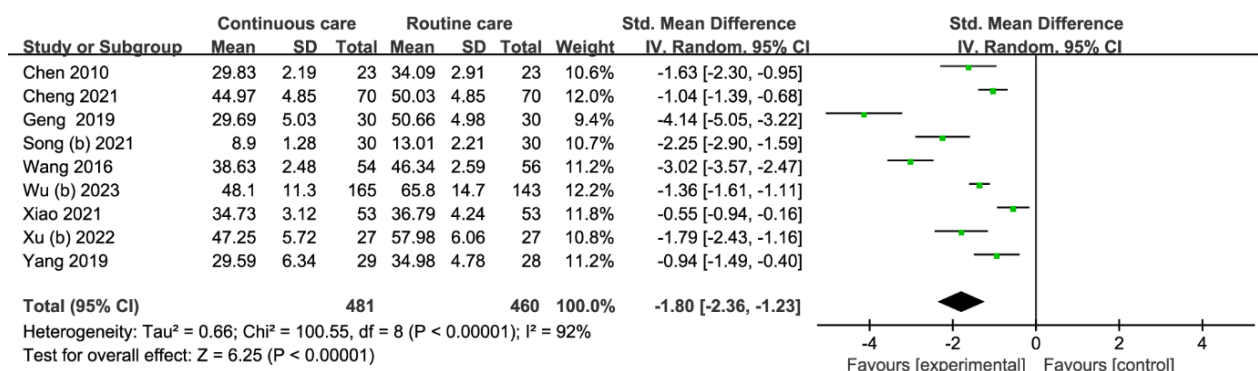 Continuous care Routine care Std. Mean Difference Std. Mean Difference
Study or Subgroup Mean SD Total Mean SD Total Weight IV. Random. 95% CI IV. Random. 95% CI
Chen 2010 29.83 2.19 23 34.09 2.91 23 10.6% -1.63 [-2.30, -0.95]
Cheng 2021 44.97 4.85 70 50.03 4.85 70 12.0% -1.04 [-1.39, -0.68]
Geng 2019 29.69 5.03 30 50.66 4.98 30 9.4% -4.14 [-5.05, -3.22]
Song (b) 2021 8.9 1.28 30 13.01 2.21 30 10.7% -2.25 [-2.90, -1.59]
Wang 2016 38.63 2.48 54 46.34 2.59 56 11.2% -3.02 [-3.57, -2.47]
Wu (b) 2023 48.1 11.3 165 65.8 14.7 143 12.2% -1.36 [-1.61, -1.11]
Xiao 2021 34.73 3.12 53 36.79 4.24 53 11.8% -0.55 [-0.94, -0.16]
Xu (b) 2022 47.25 5.72 27 57.98 6.06 27 10.8% -1.79 [-2.43, -1.16]
Yang 2019 29.59 6.34 29 34.98 4.78 28 11.2% -0.94 [-1.49, -0.40]
Total (95% CI) 481 460 100.0% -1.80 [-2.36, -1.23]
Heterogeneity: Tau² = 0.66; Chi² = 100.55, df = 8 (P < 0.00001); I² = 92%
Test for overall effect: Z = 6.25 (P < 0.00001)
-4 -2 0 2 4
Favours [experimental] Favours [control]